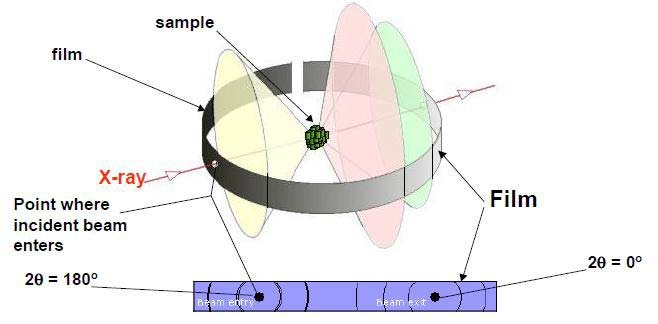 sample
film
X-ray
Point where
incident beam
enters
Film
2θ = 180º
2θ = 0º
Beam entry
Beam exit